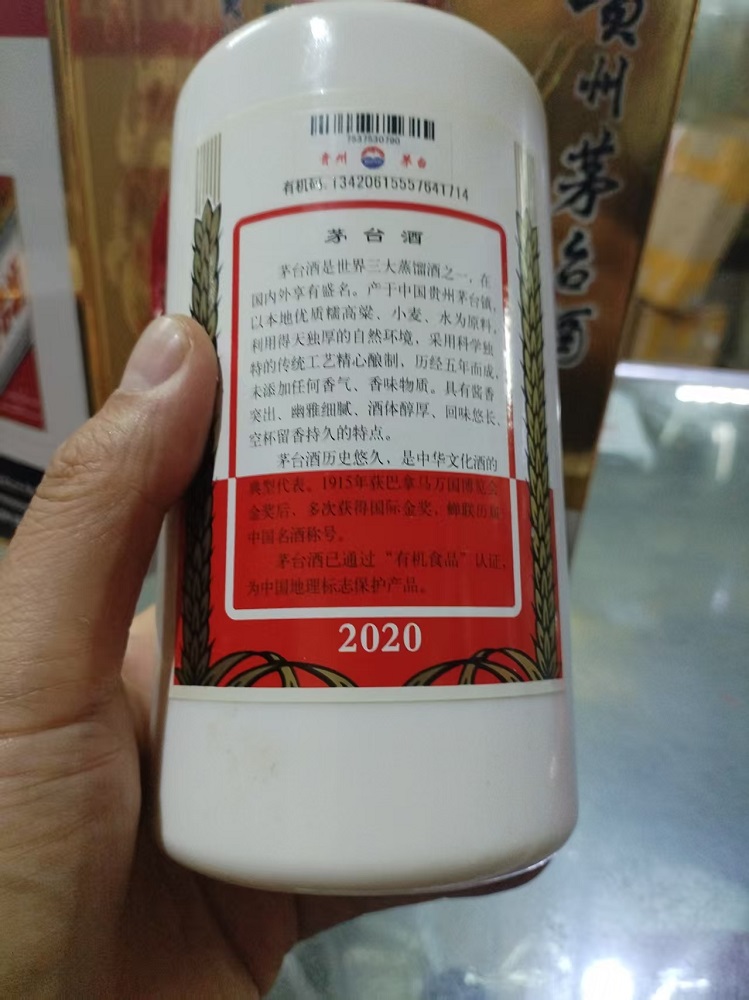 貴州茅台酒
7537530790
贵州 茅台
有机码: 13420615557641714
茅台酒
茅台酒是世界三大蒸馏酒之一，在
国内外享有盛名。产于中国贵州茅台镇，
以本地优质糯高粱、小麦、水为原料，
利用得天独厚的自然环境，采用科学独
特的传统工艺精心酿制，历经五年而成，
未添加任何香气、香味物质。具有酱香
突出、幽雅细腻、酒体醇厚、回味悠长、
空杯留香持久的特点。
茅台酒历史悠久，是中华文化酒的
典型代表。1915年获巴拿马万国博览会
金奖后，多次获得国际金奖，蝉联历届
中国名酒称号。
茅台酒已通过“有机食品”认证，
为中国地理标志保护产品。
2020